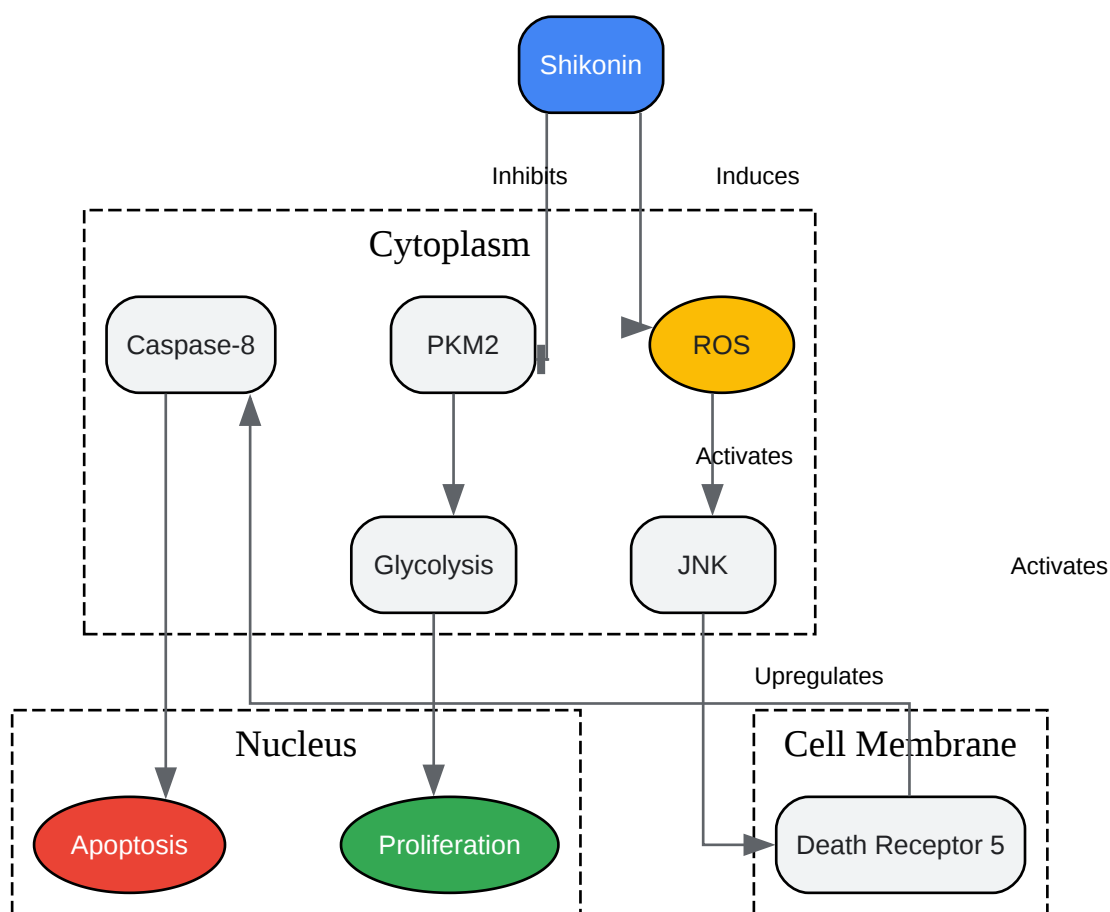 Shikonin
Inhibits
Induces
Cytoplasm
Caspase-8
PKM2
ROS
Activates
Glycolysis
JNK
Activates
Upregulates
Nucleus
Cell Membrane
Apoptosis
Proliferation
Death Receptor 5